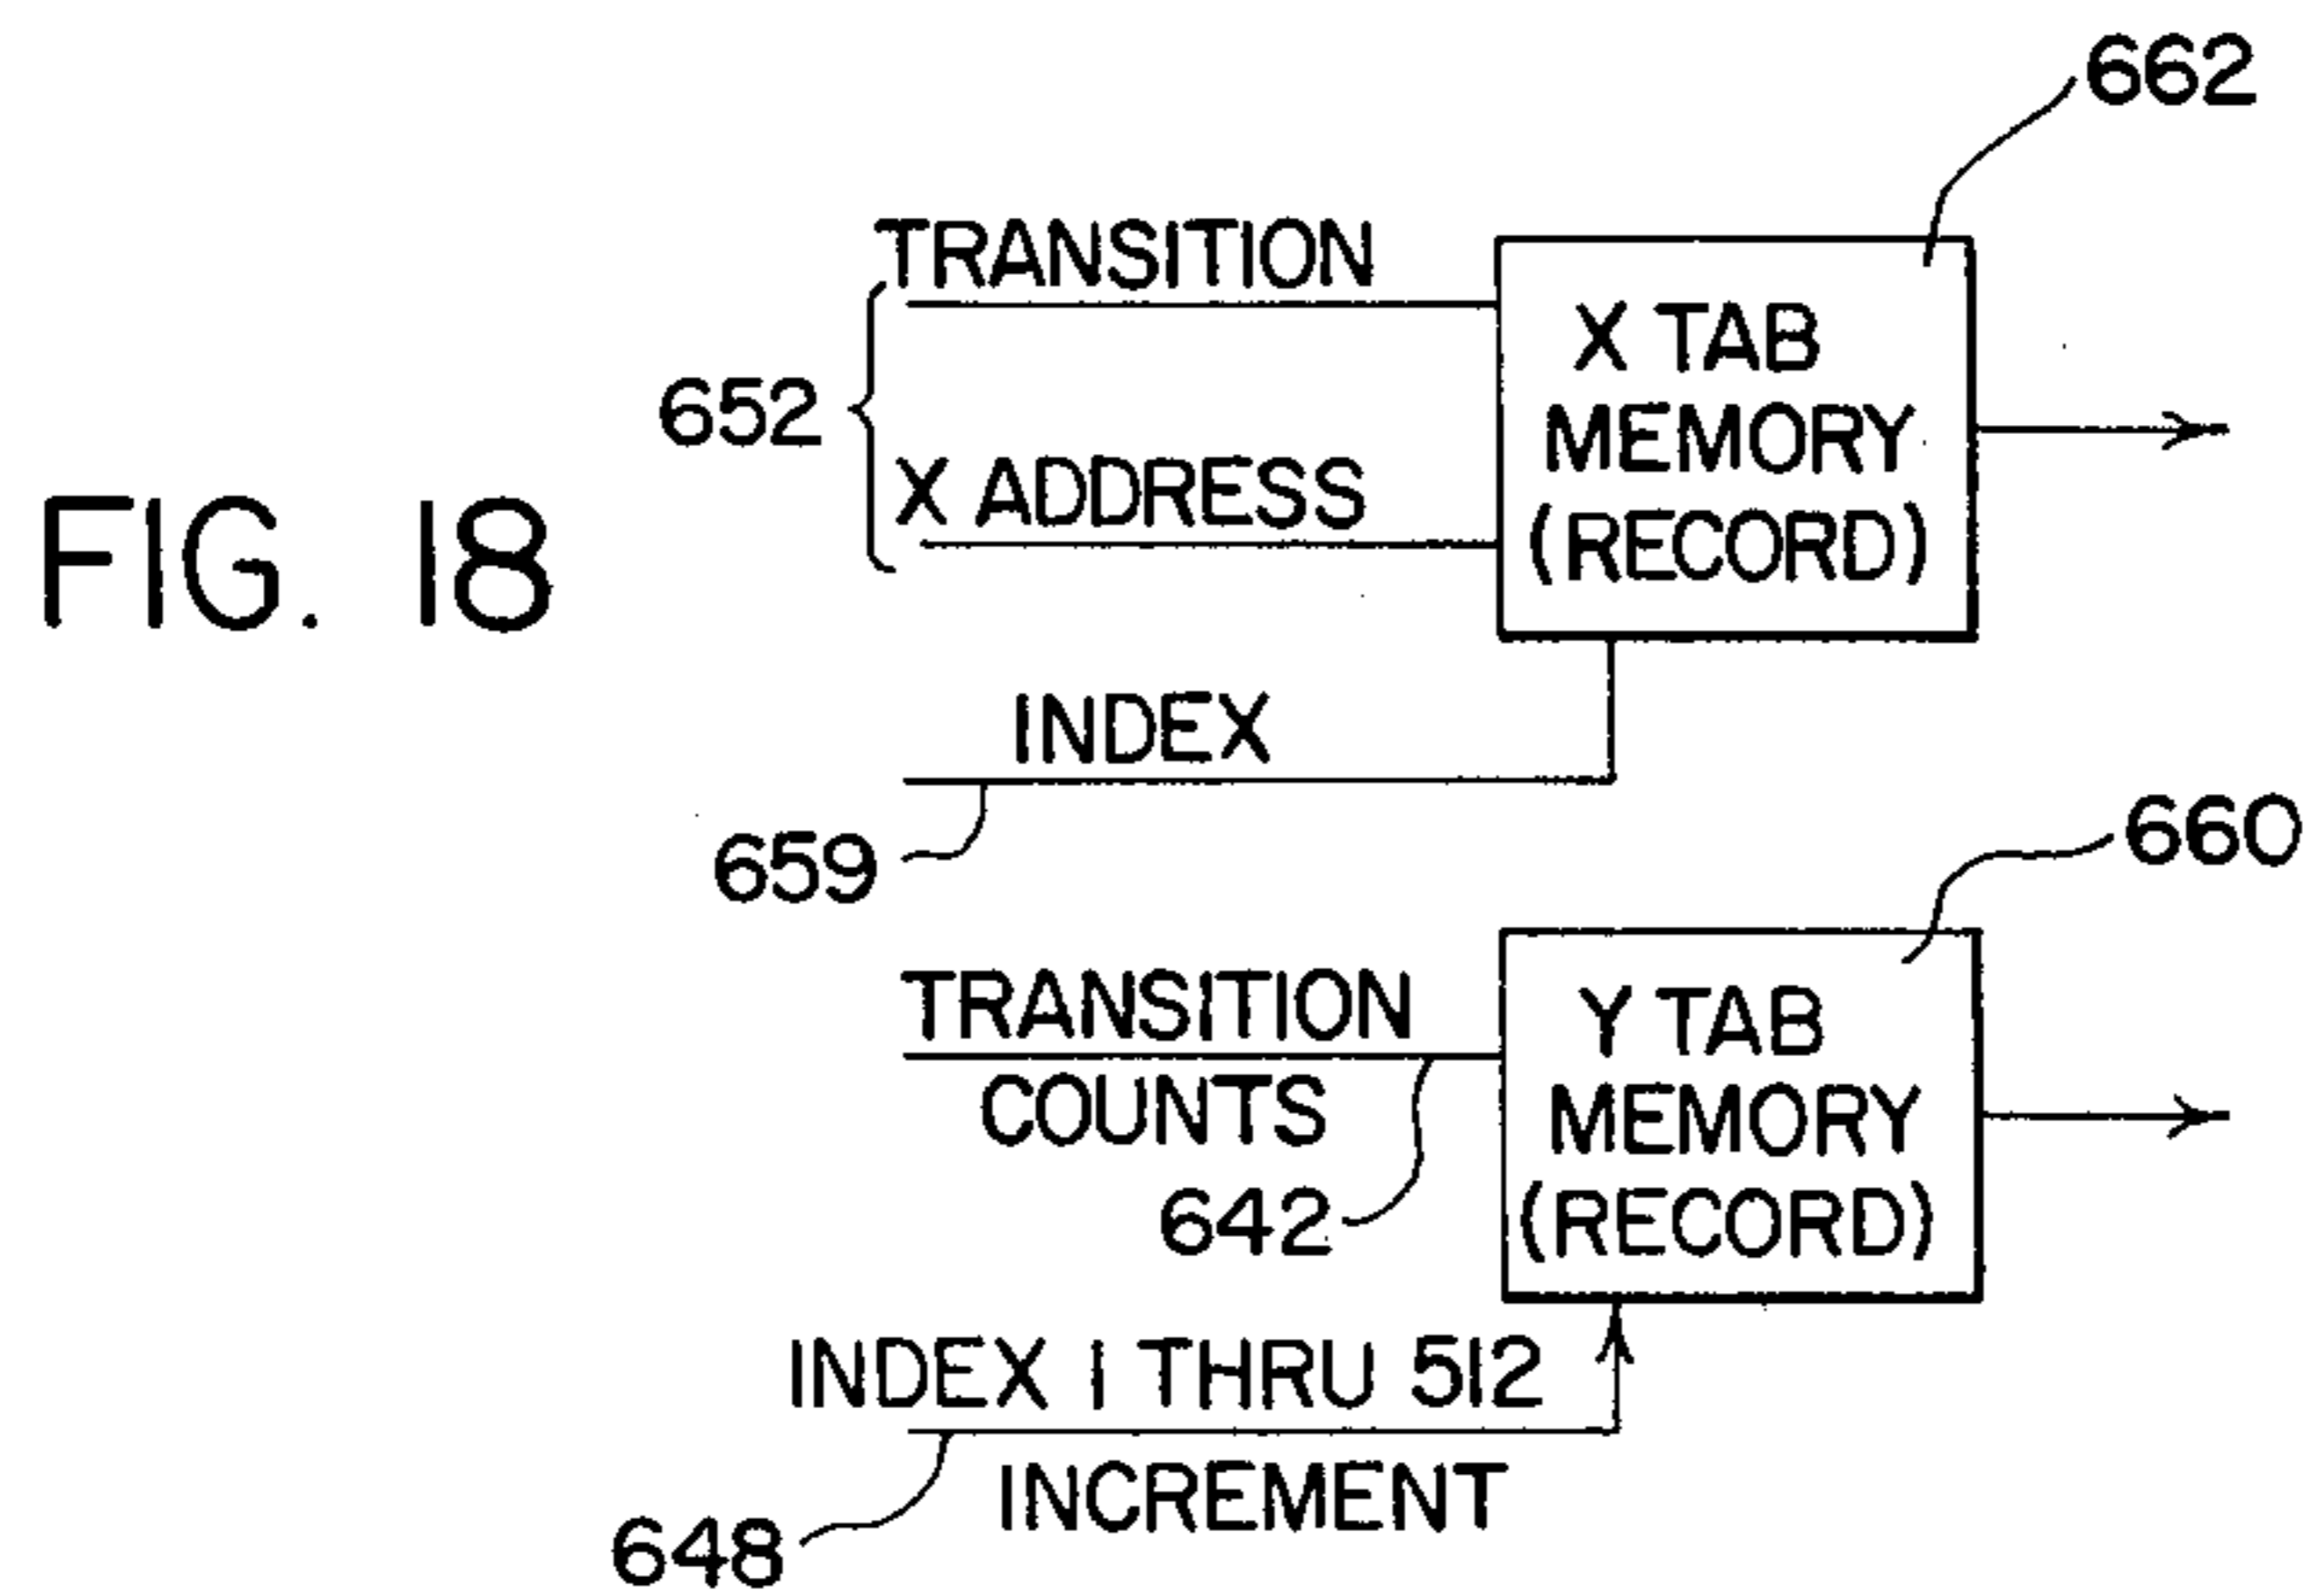 662
TRANSITION
X TAB
MEMORY
(RECORD)
652
X ADDRESS
FIG. 18
INDEX
659
660
TRANSITION
COUNTS
Y TAB
MEMORY
(RECORD)
642
INDEX 1 THRU 512
INCREMENT
648